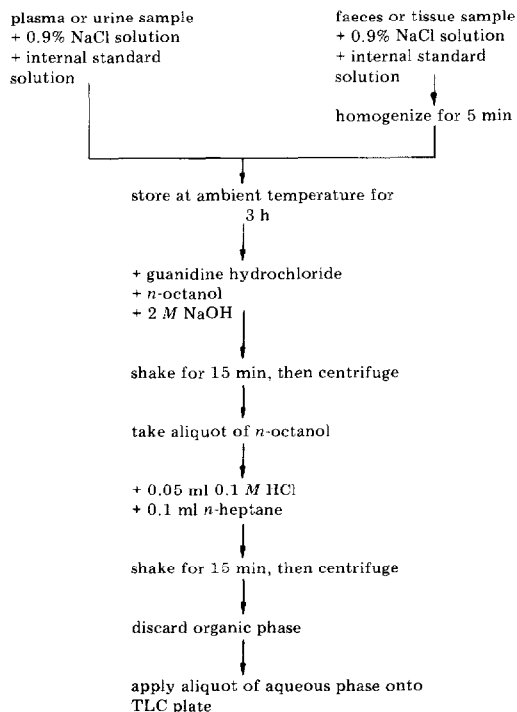 plasma or urine sample
+ 0.9% NaCl solution
+ internal standard
solution
faeces or tissue sample
+ 0.9% NaCl solution
+ internal standard
solution
homogenize for 5 min
store at ambient temperature for
3 h
+ guanidine hydrochloride
+ n-octanol
+ 2 M NaOH
shake for 15 min, then centrifuge
take aliquot of n-octanol
+ 0.05 ml 0.1 M HCl
+ 0.1 ml n-heptane
shake for 15 min, then centrifuge
discard organic phase
apply aliquot of aqueous phase onto
TLC plate